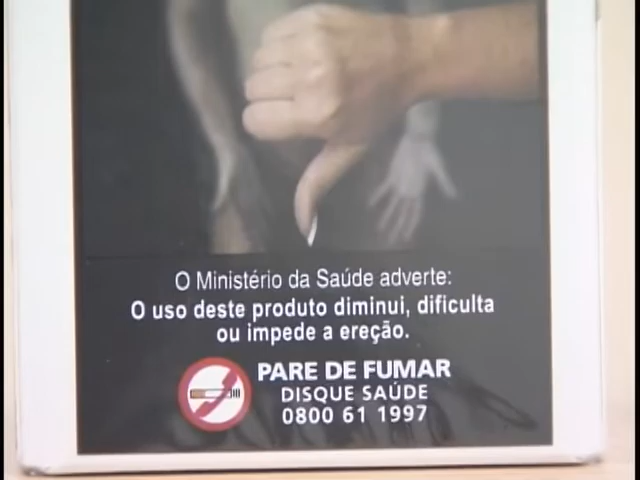 O Ministério da Saúde adverte:
O uso deste produto diminui, dificulta
ou impede a ereção.
PARE DE FUMAR
DISQUE SAÚDE
0800 61 1997